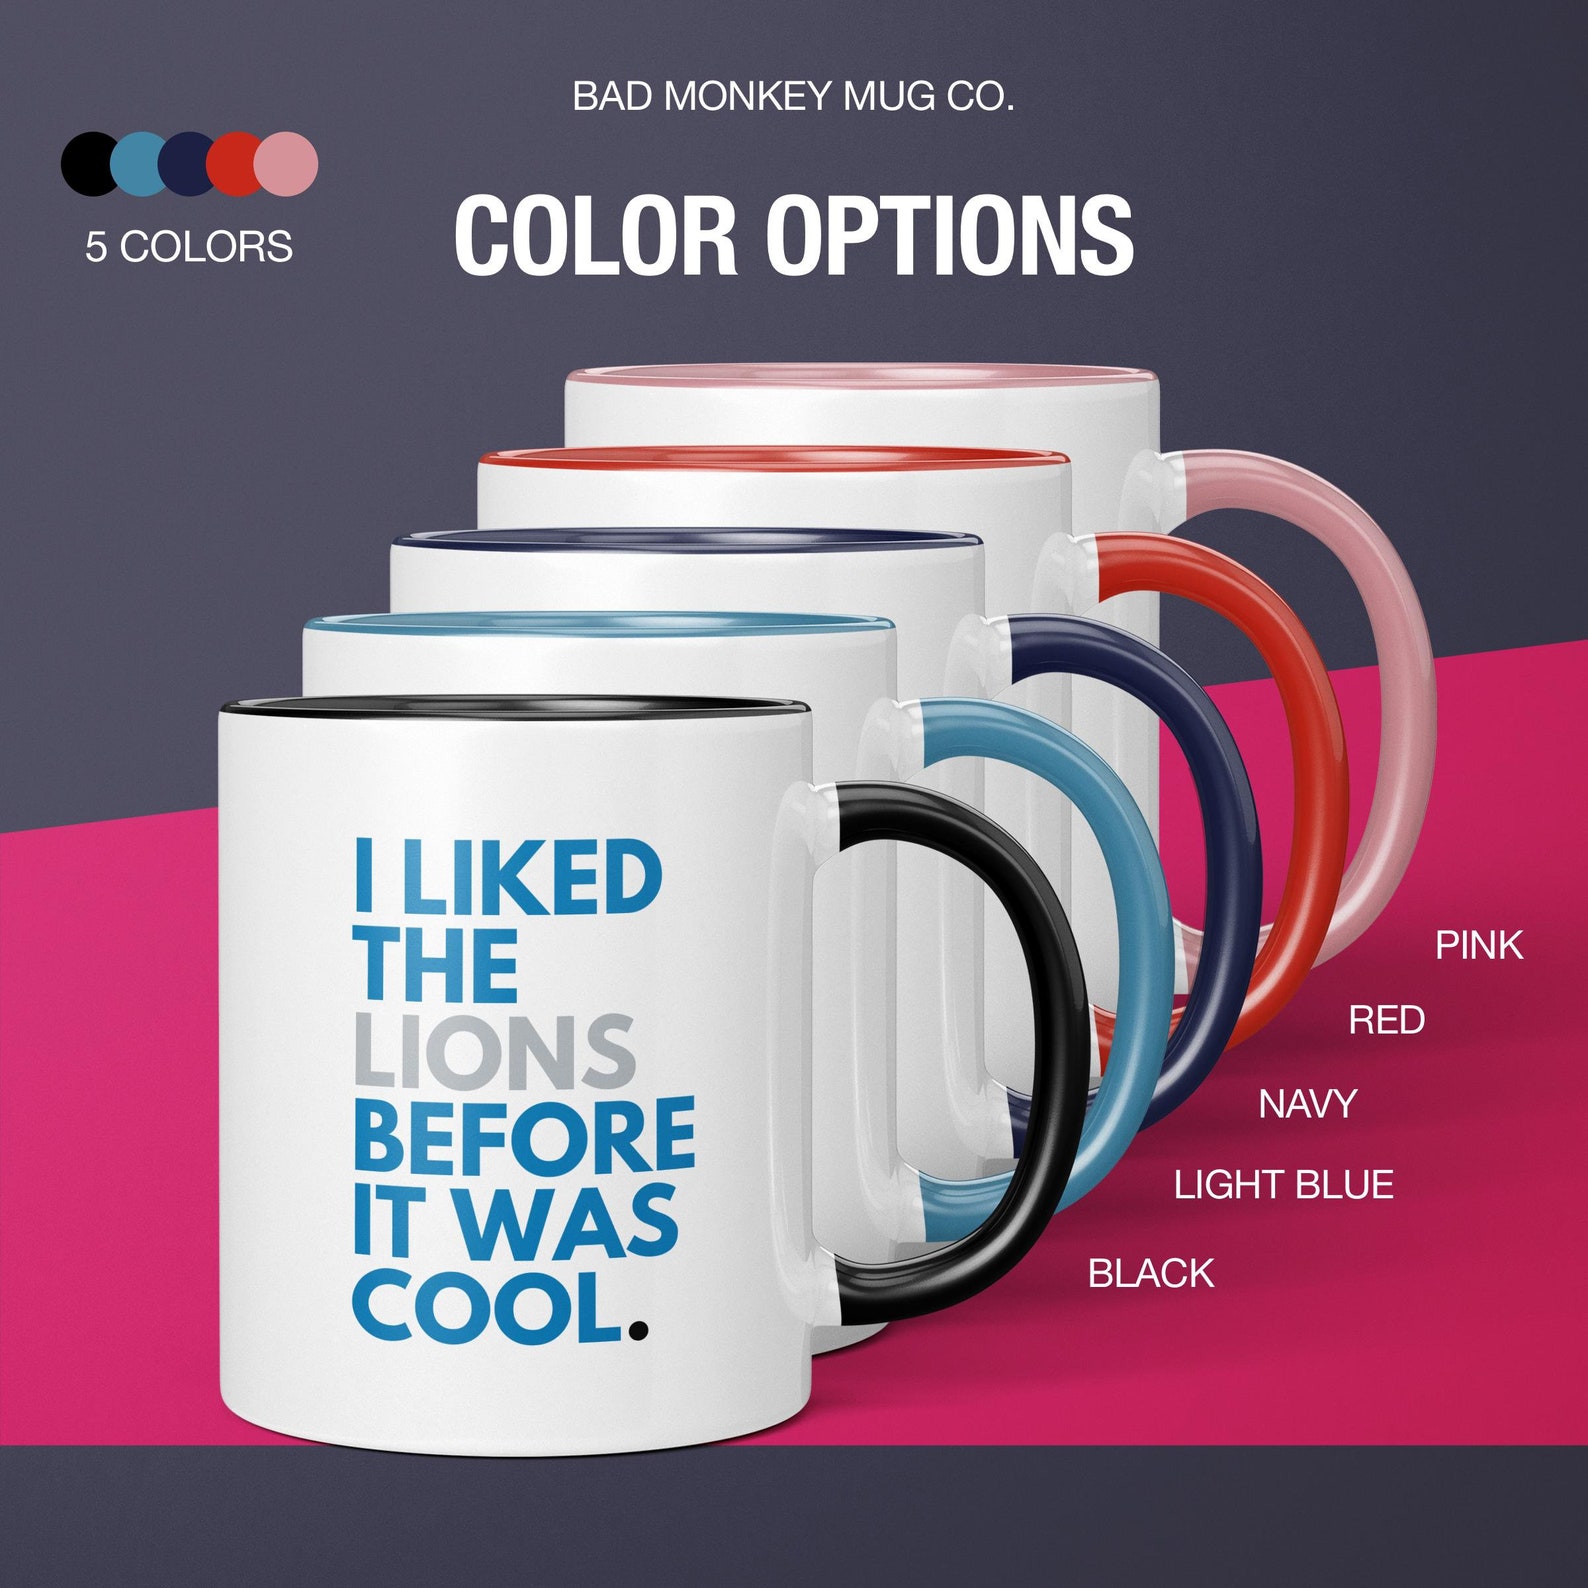 BAD MONKEY MUG CO.
5 COLORS
COLOR OPTIONS
I LIKED
THE
LIONS
BEFORE
IT WAS
COOL.
PINK
RED
NAVY
LIGHT BLUE
BLACK